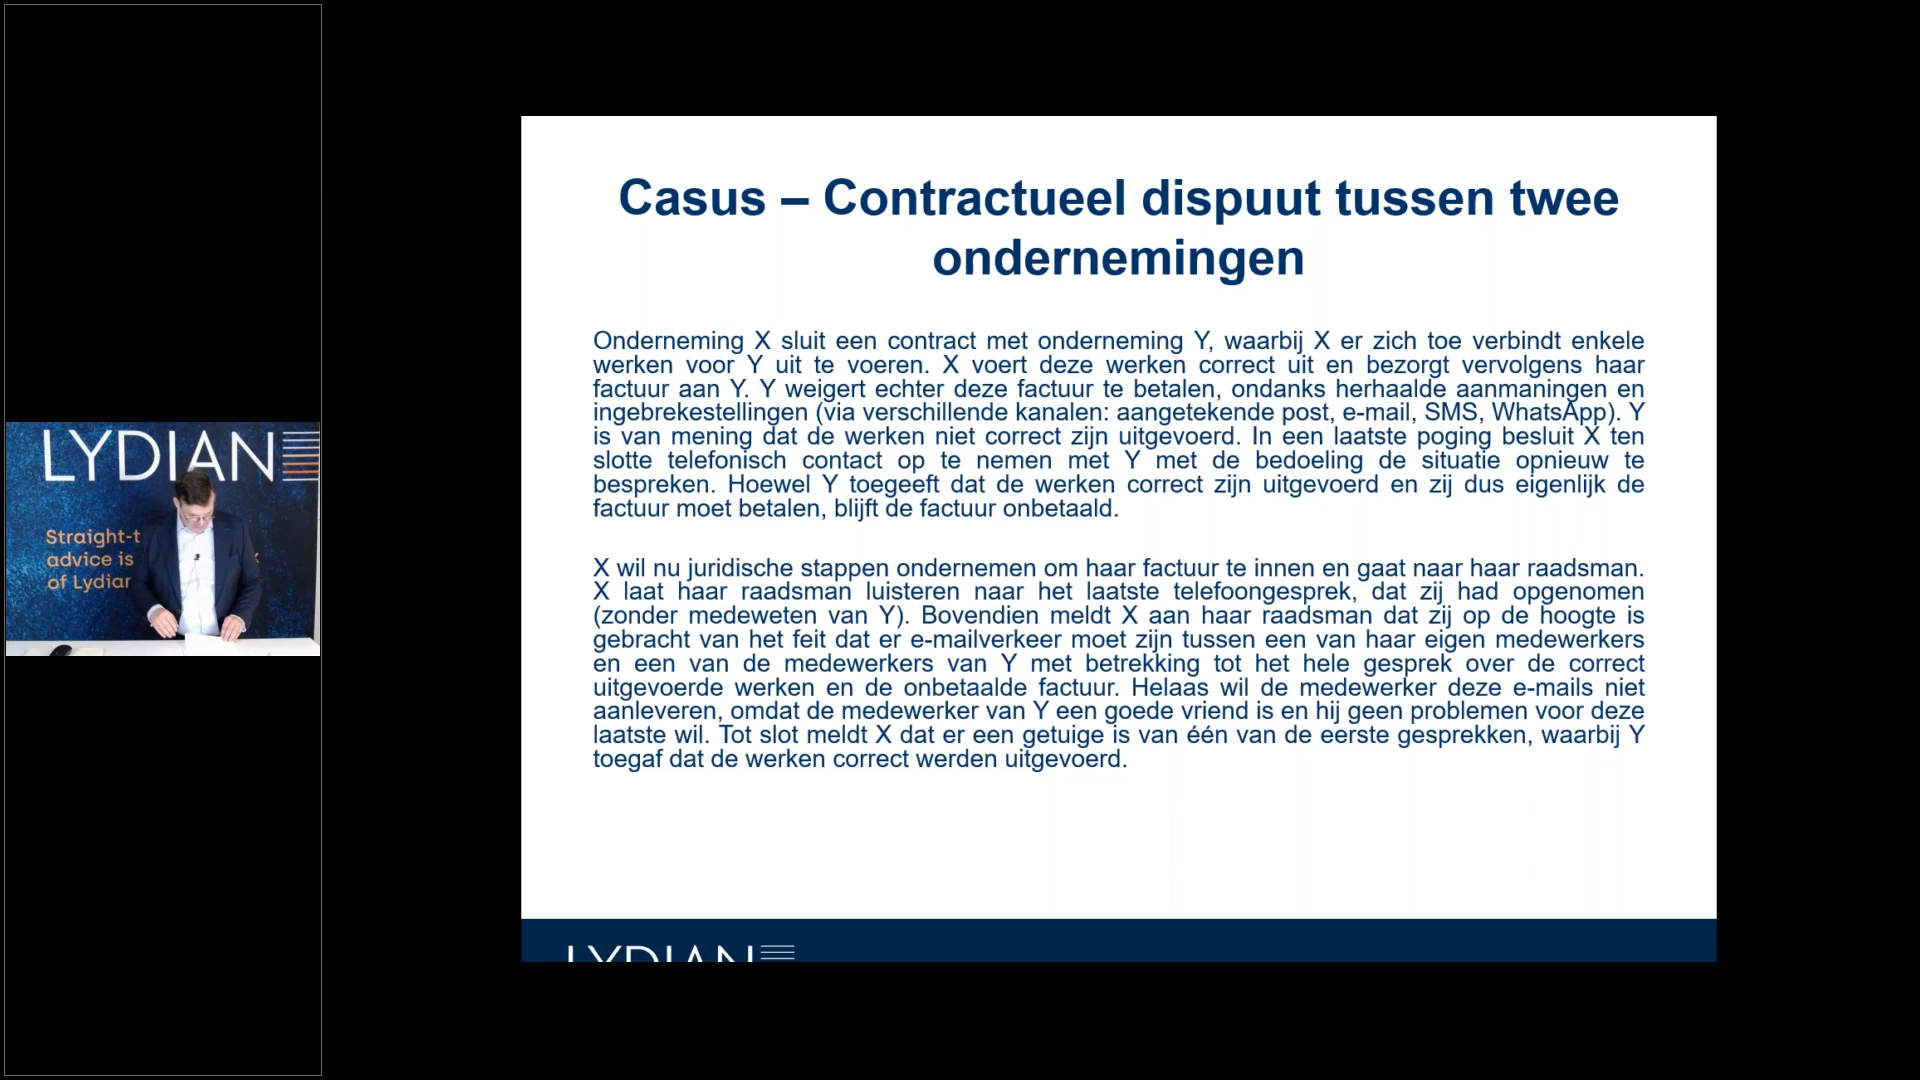 LYDIAN
Straight-t
advice is
of Lydian
Casus – Contractueel dispuut tussen twee
ondernemingen
Onderneming X sluit een contract met onderneming Y, waarbij X er zich toe verbindt enkele
werken voor Y uit te voeren. X voert deze werken correct uit en bezorgt vervolgens haar
factuur aan Y. Y weigert echter deze factuur te betalen, ondanks herhaalde aanmaningen en
ingebrekestellingen (via verschillende kanalen: aangetekende post, e-mail, SMS, WhatsApp). Y
is van mening dat de werken niet correct zijn uitgevoerd. In een laatste poging besluit X ten
slotte telefonisch contact op te nemen met Y met de bedoeling de situatie opnieuw te
bespreken. Hoewel Y toegeeft dat de werken correct zijn uitgevoerd en zij dus eigenlijk de
factuur moet betalen, blijft de factuur onbetaald.
X wil nu juridische stappen ondernemen om haar factuur te innen en gaat naar haar raadsman.
X laat haar raadsman luisteren naar het laatste telefoongesprek, dat zij had opgenomen
(zonder medeweten van Y). Bovendien meldt X aan haar raadsman dat zij op de hoogte is
gebracht van het feit dat er e-mailverkeer moet zijn tussen een van haar eigen medewerkers
en een van de medewerkers van Y met betrekking tot het hele gesprek over de correct
uitgevoerde werken en de onbetaalde factuur. Helaas wil de medewerker deze e-mails niet
aanleveren, omdat de medewerker van Y een goede vriend is en hij geen problemen voor deze
laatste wil. Tot slot meldt X dat er een getuige is van één van de eerste gesprekken, waarbij Y
toegaf dat de werken correct werden uitgevoerd.
LYDIAN